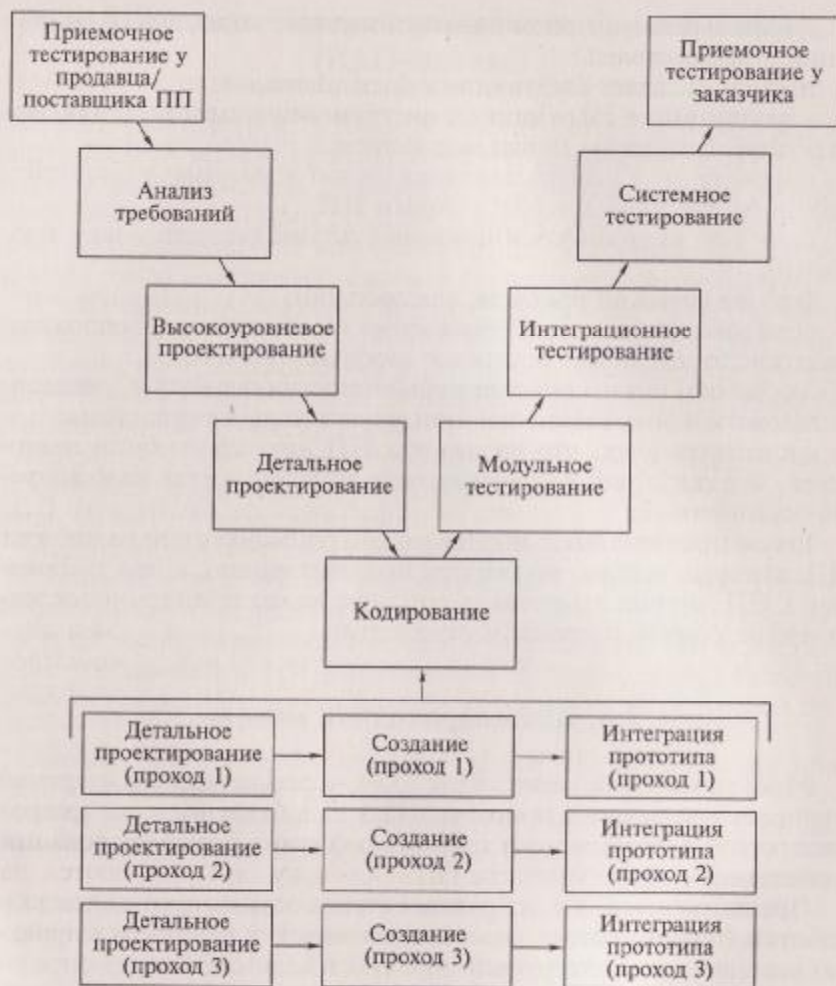 Приемочное
тестирование у
продавца/
поставщика ПП
Приемочное
тестирование у
заказчика
Анализ
требований
Системное
тестирование
Высокоуровневое
проектирование
Интеграционное
тестирование
Детальное
проектирование
Модульное
тестирование
Кодирование
Детальное
проектирование
(проход 1)
Создание
(проход 1)
Интеграция
прототипа
(проход 1)
Детальное
проектирование
(проход 2)
Создание
(проход 2)
Интеграция
прототипа
(проход 2)
Детальное
проектирование
(проход 3)
Создание
(проход 3)
Интеграция
прототипа
(проход 3)